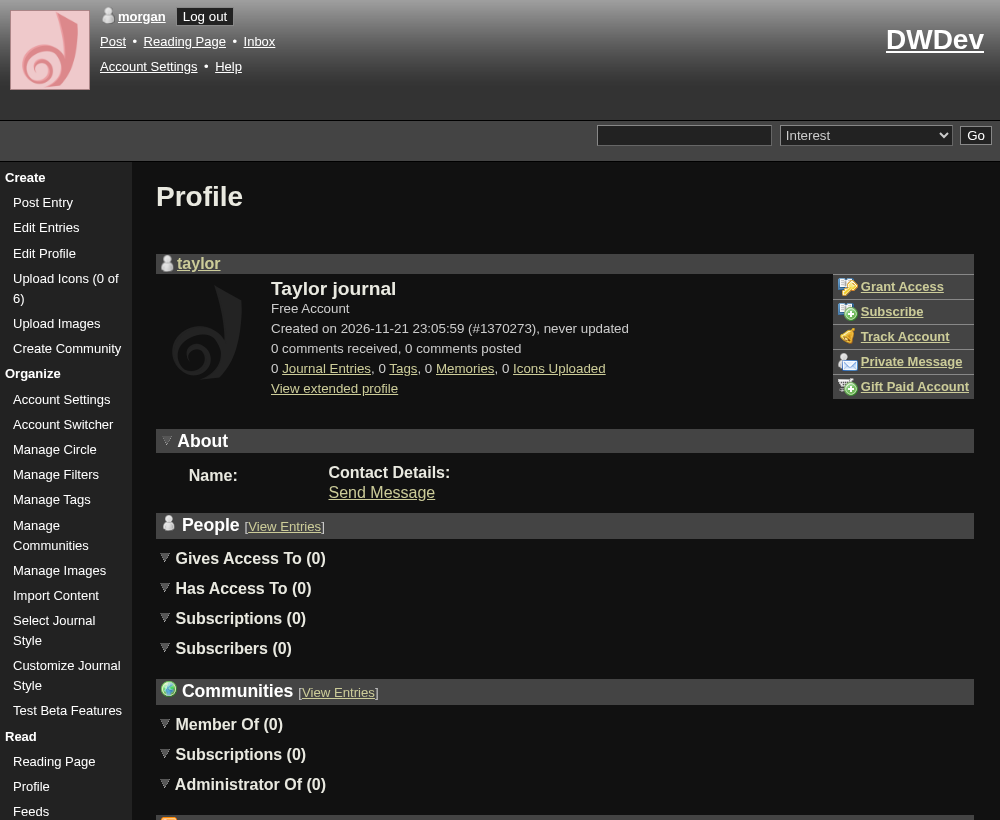 morgan Log out
Post • Reading Page • Inbox
Account Settings • Help
DWDev
Interest Go
Create
Post Entry
Edit Entries
Edit Profile
Upload Icons (0 of
6)
Upload Images
Create Community
Organize
Account Settings
Account Switcher
Manage Circle
Manage Filters
Manage Tags
Manage
Communities
Manage Images
Import Content
Select Journal
Style
Customize Journal
Style
Test Beta Features
Read
Reading Page
Profile
Feeds
Profile
taylor
Taylor journal
Free Account
Created on 2026-11-21 23:05:59 (#1370273), never updated
0 comments received, 0 comments posted
0 Journal Entries, 0 Tags, 0 Memories, 0 Icons Uploaded
View extended profile
Grant Access
Subscribe
Track Account
Private Message
Gift Paid Account
About
Name:
Contact Details:
Send Message
People [View Entries]
Gives Access To (0)
Has Access To (0)
Subscriptions (0)
Subscribers (0)
Communities [View Entries]
Member Of (0)
Subscriptions (0)
Administrator Of (0)